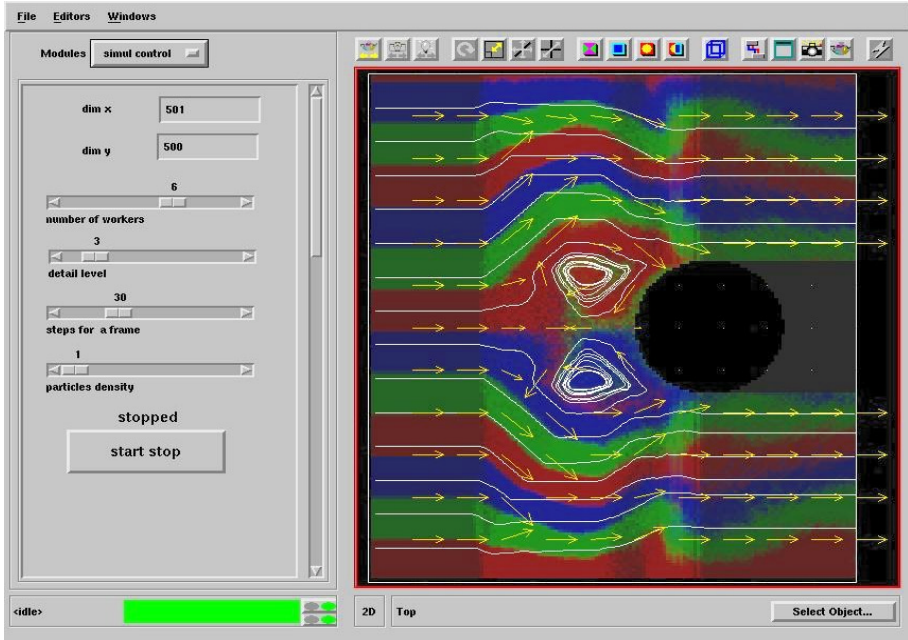 File Editors Windows
Modules simul control
dim x 501
dim y 500
6
number of workers
3
detail level
30
steps for a frame
1
particles density
stopped
start stop
<idle>
2D Top Select Object...